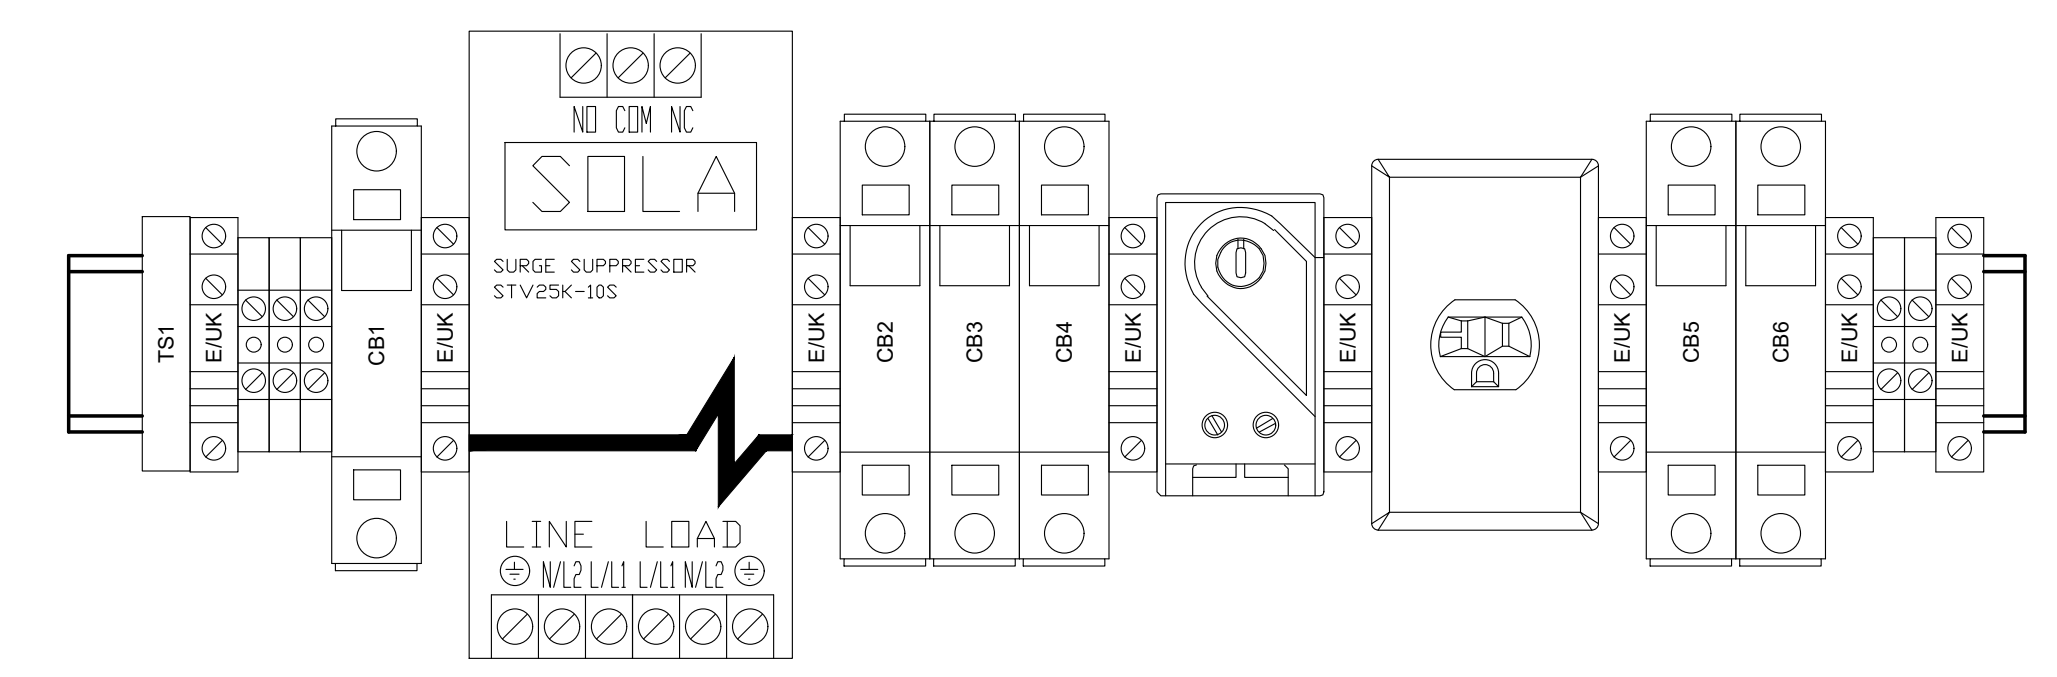 NO COM NC
SOLA
SURGE SUPPRESSOR
STV25K-10S
LINE LOAD
N/L2 L/L1 L/L1 N/L2
TS1
E/UK
CB1
E/UK
E/UK
CB2
CB3
CB4
E/UK
E/UK
E/UK
CB5
CB6
E/UK
E/UK